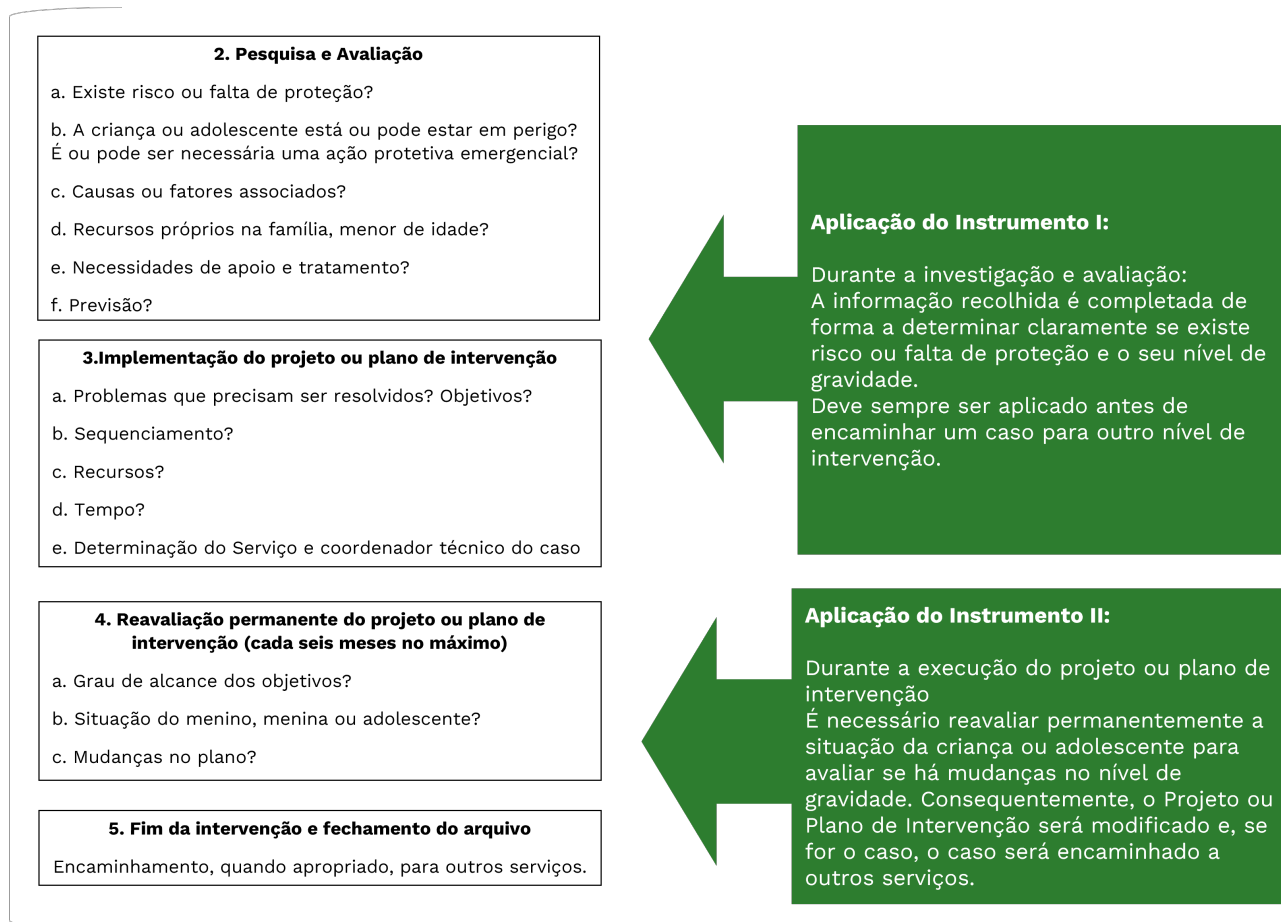 2. Pesquisa e Avaliação
a. Existe risco ou falta de proteção?
b. A criança ou adolescente está ou pode estar em perigo?
É ou pode ser necessária uma ação protetiva emergencial?
c. Causas ou fatores associados?
d. Recursos próprios na família, menor de idade?
e. Necessidades de apoio e tratamento?
f. Previsão?
3.Implementação do projeto ou plano de intervenção
a. Problemas que precisam ser resolvidos? Objetivos?
b. Sequenciamento?
c. Recursos?
d. Tempo?
e. Determinação do Serviço e coordenador técnico do caso
Aplicação do Instrumento I:
Durante a investigação e avaliação:
A informação recolhida é completada de
forma a determinar claramente se existe
risco ou falta de proteção e o seu nível de
gravidade.
Deve sempre ser aplicado antes de
encaminhar um caso para outro nível de
intervenção.
4. Reavaliação permanente do projeto ou plano de
intervenção (cada seis meses no máximo)
a. Grau de alcance dos objetivos?
b. Situação do menino, menina ou adolescente?
c. Mudanças no plano?
5. Fim da intervenção e fechamento do arquivo
Encaminhamento, quando apropriado, para outros serviços.
Aplicação do Instrumento II:
Durante a execução do projeto ou plano de
intervenção
É necessário reavaliar permanentemente a
situação da criança ou adolescente para
avaliar se há mudanças no nível de
gravidade. Consequentemente, o Projeto ou
Plano de Intervenção será modificado e, se
for o caso, o caso será encaminhado a
outros serviços.